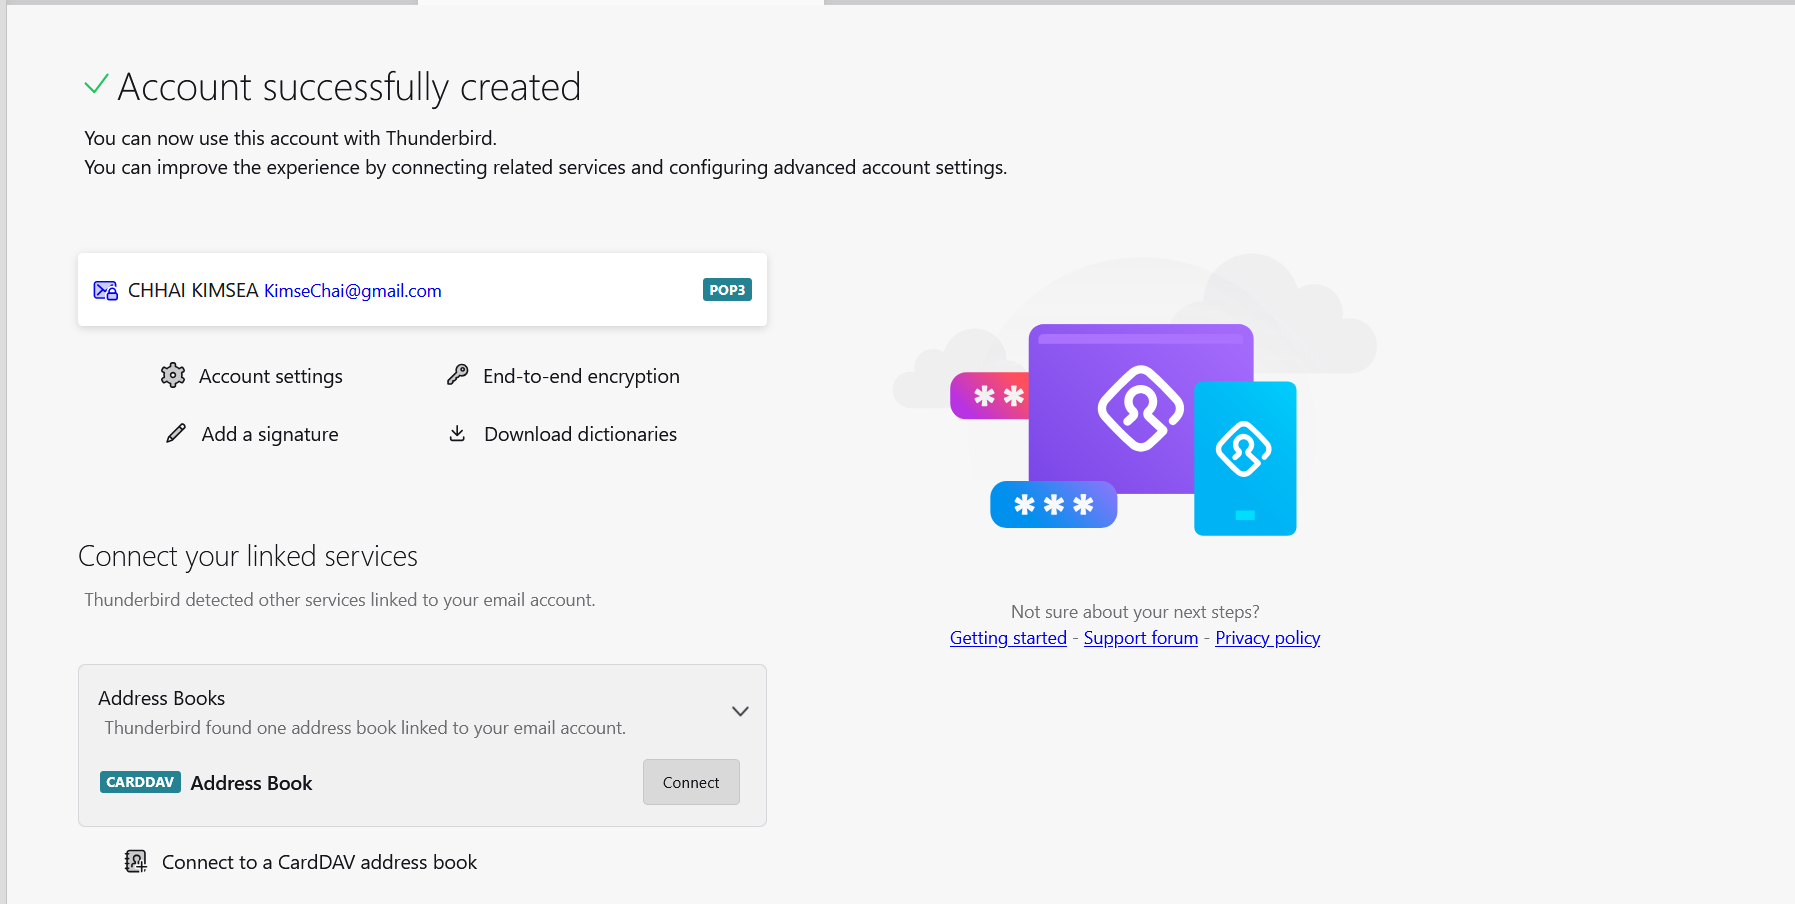 Account successfully created
You can now use this account with Thunderbird.
You can improve the experience by connecting related services and configuring advanced account settings.
CHHAI KIMSEA KimseChai@gmail.com POP3
Account settings
End-to-end encryption
Add a signature
Download dictionaries
Connect your linked services
Thunderbird detected other services linked to your email account.
Address Books
Thunderbird found one address book linked to your email account.
CARDDAV Address Book
Connect
Connect to a CardDAV address book
** 
***
Not sure about your next steps?
Getting started - Support forum - Privacy policy